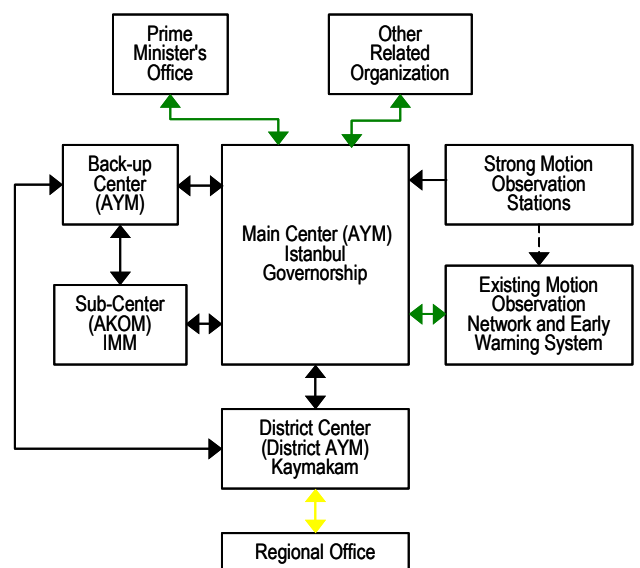 Prime
Minister's
Office
Other
Related
Organization
Back-up
Center
(AYM)
Main Center (AYM)
Istanbul
Governorship
Strong Motion
Observation
Stations
Sub-Center
(AKOM)
IMM
Existing Motion
Observation
Network and Early
Warning System
District Center
(District AYM)
Kaymakam
Regional Office